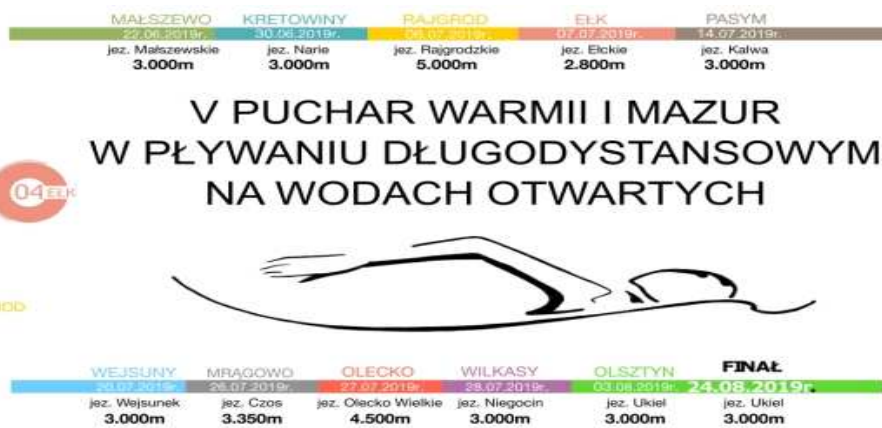 MAŁSZEWO KRETOWINY RAJGRÓD EŁK PASYM
22.06.2019r. 30.06.2019r. 06.07.2019r. 07.07.2019r. 14.07.2019r.
jez. Małszewskie jez. Narie jez. Rajgrodzkie jez. Ełckie jez. Kalwa
3.000m 3.000m 5.000m 2.800m 3.000m
V PUCHAR WARMII I MAZUR
W PŁYWANIU DŁUGODYSTANSOWYM
NA WODACH OTWARTYCH
04 EŁK
WEJSUNY MRĄGOWO OLECKO WILKASY OLSZTYN FINAŁ
20.07.2019r. 26.07.2019r. 27.07.2019r. 28.07.2019r. 03.08.2019r. 24.08.2019r.
jez. Wejsunek jez. Czos jez. Olecko Wielkie jez. Niegocin jez. Ukiel jez. Ukiel
3.000m 3.350m 4.500m 3.000m 3.000m 3.000m